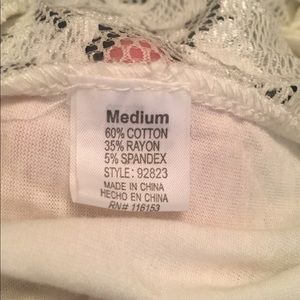 Medium
60% COTTON
35% RAYON
5% SPANDEX
STYLE: 92823
MADE IN CHINA
HECHO EN CHINA
RN# 116153